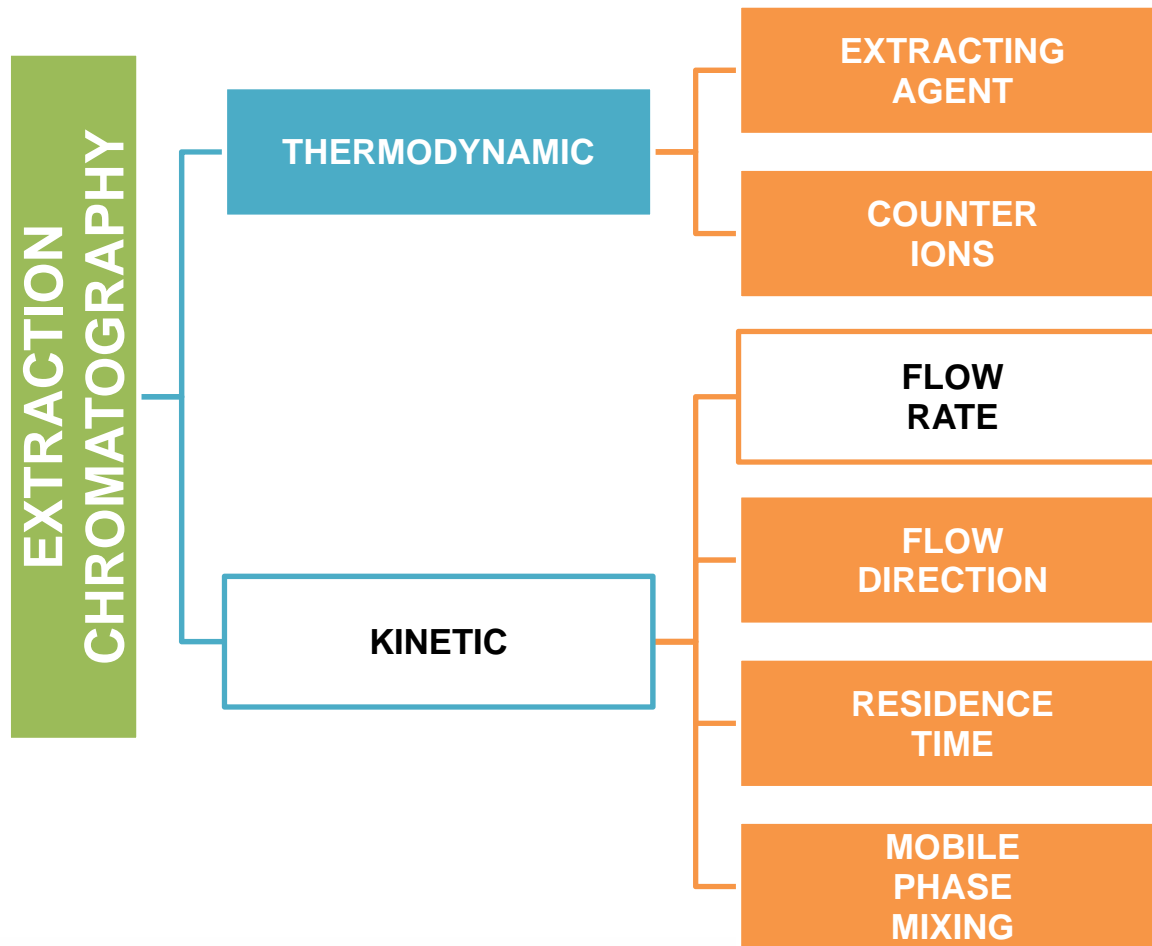 EXTRACTION
CHROMATOGRAPHY
THERMODYNAMIC
EXTRACTING
AGENT
COUNTER
IONS
KINETIC
FLOW
RATE
FLOW
DIRECTION
RESIDENCE
TIME
MOBILE
PHASE
MIXING